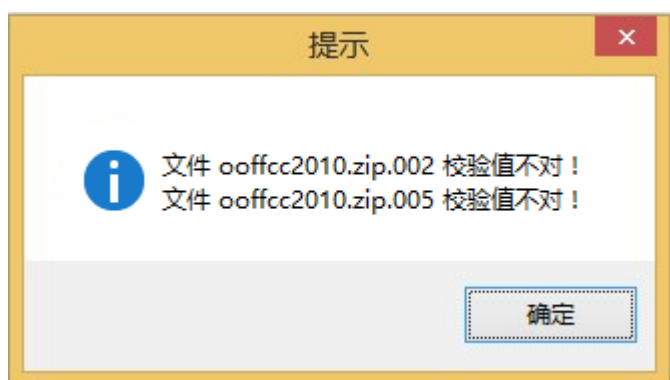 提示
文件 ooffcc2010.zip.002 校验值不对！
文件 ooffcc2010.zip.005 校验值不对！
确定